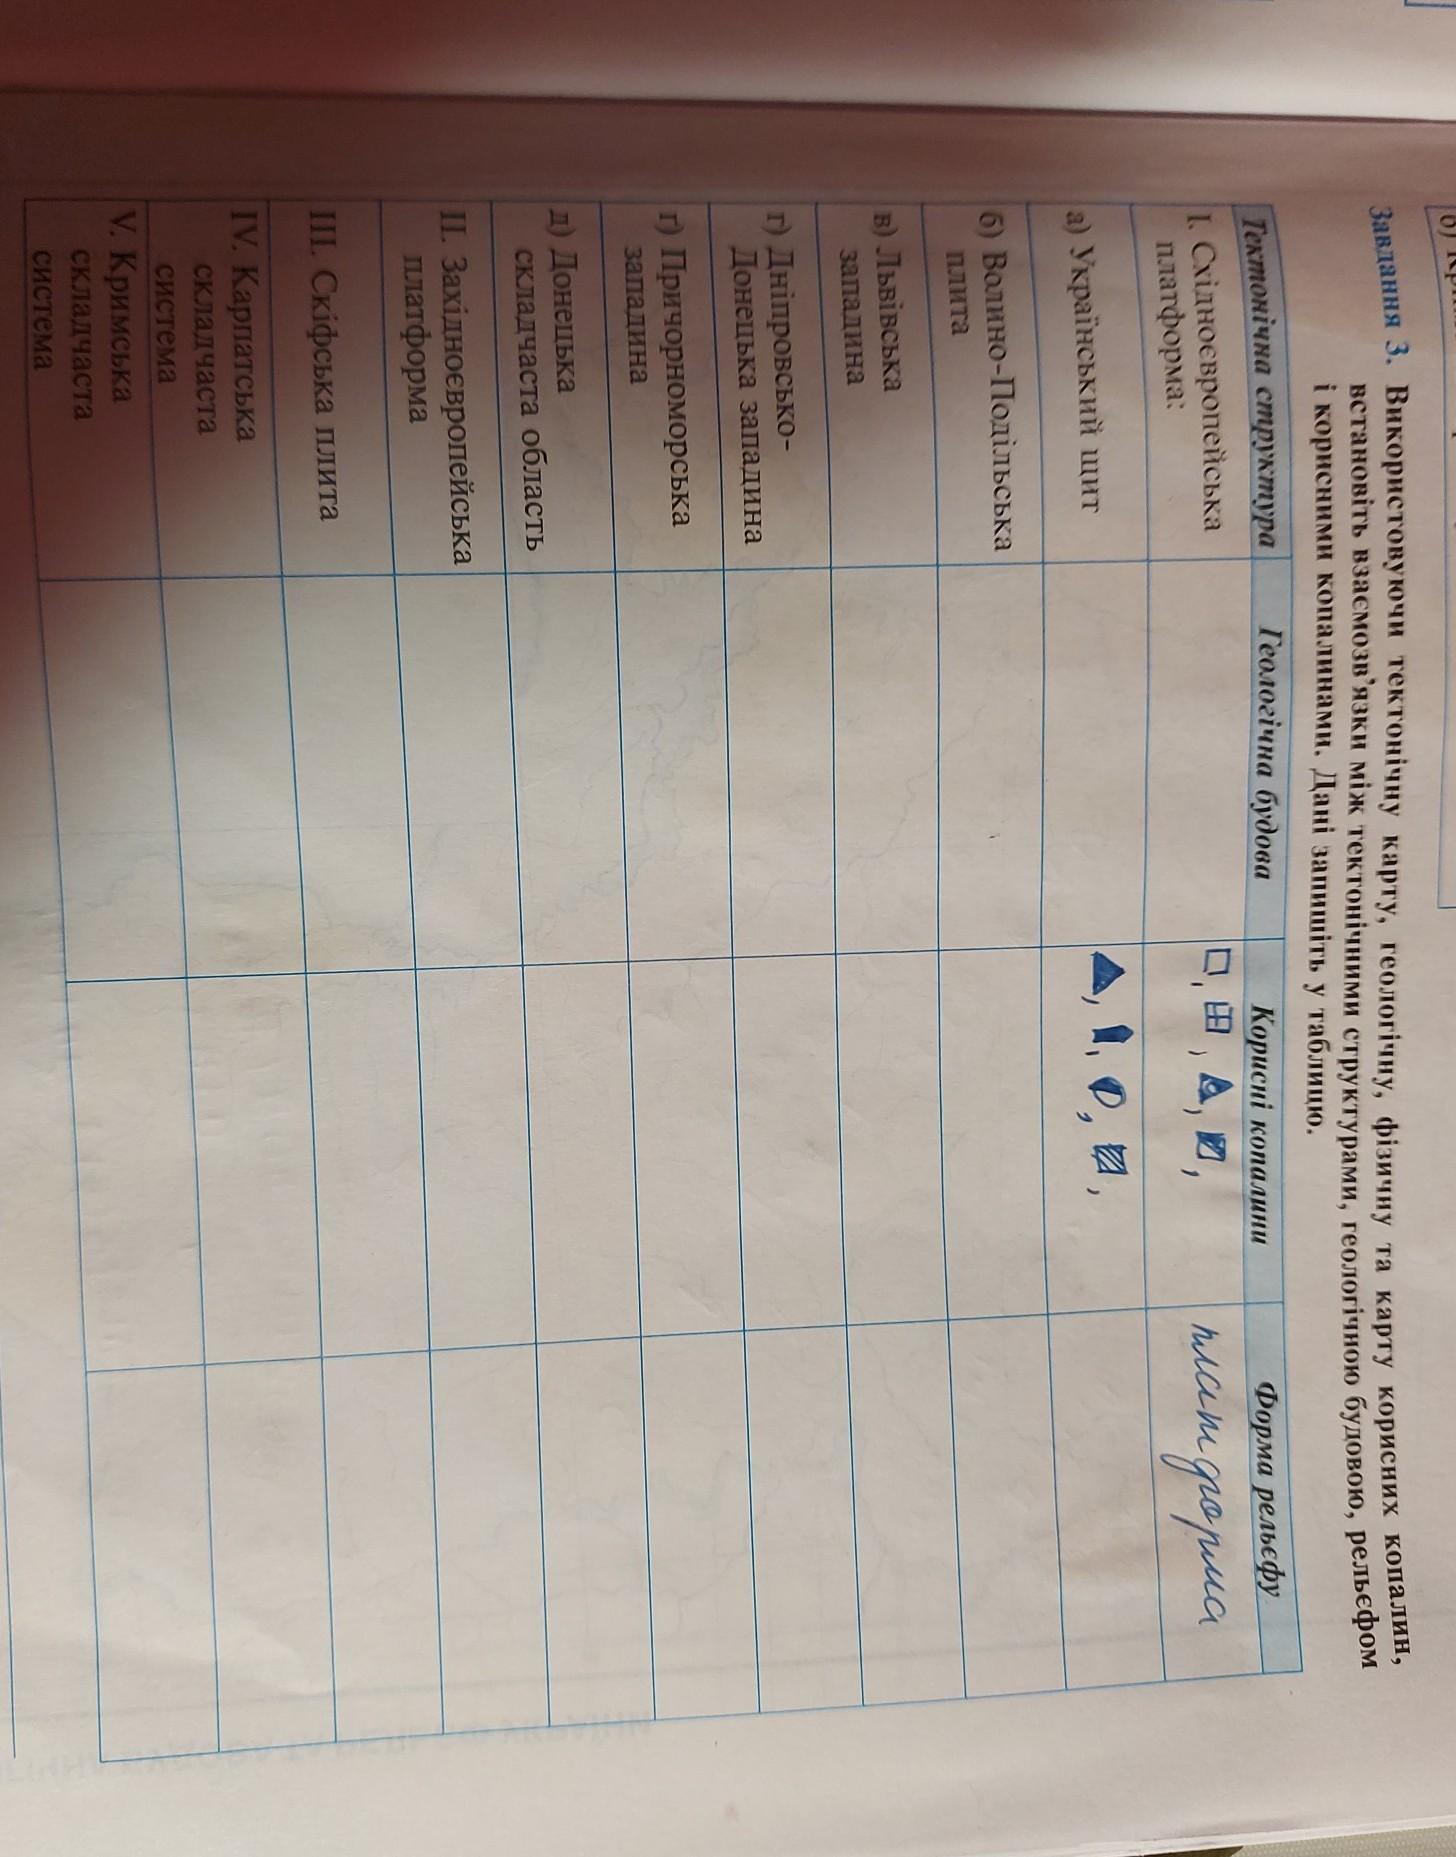 Завдання 3. Використовуючи тектонічну карту, геологічну, фізичну та карту корисних копалин,
встановіть взаємозв'язки між тектонічними структурами, геологічною будовою, рельєфом
і корисними копалинами. Дані запишіть у таблицю.
Тектонічна структура Геологічна будова Корисні копалини Форма рельєфу
I. Східноєвропейська
платформа:
платформа
а) Український щит
б) Волино-Подільська
плита
в) Львівська
западина
г) Дніпровсько-
Донецька западина
ґ) Причорноморська
западина
д) Донецька
складчаста область
II. Західноєвропейська
платформа
III. Скіфська плита
IV. Карпатська
складчаста
система
V. Кримська
складчаста
система